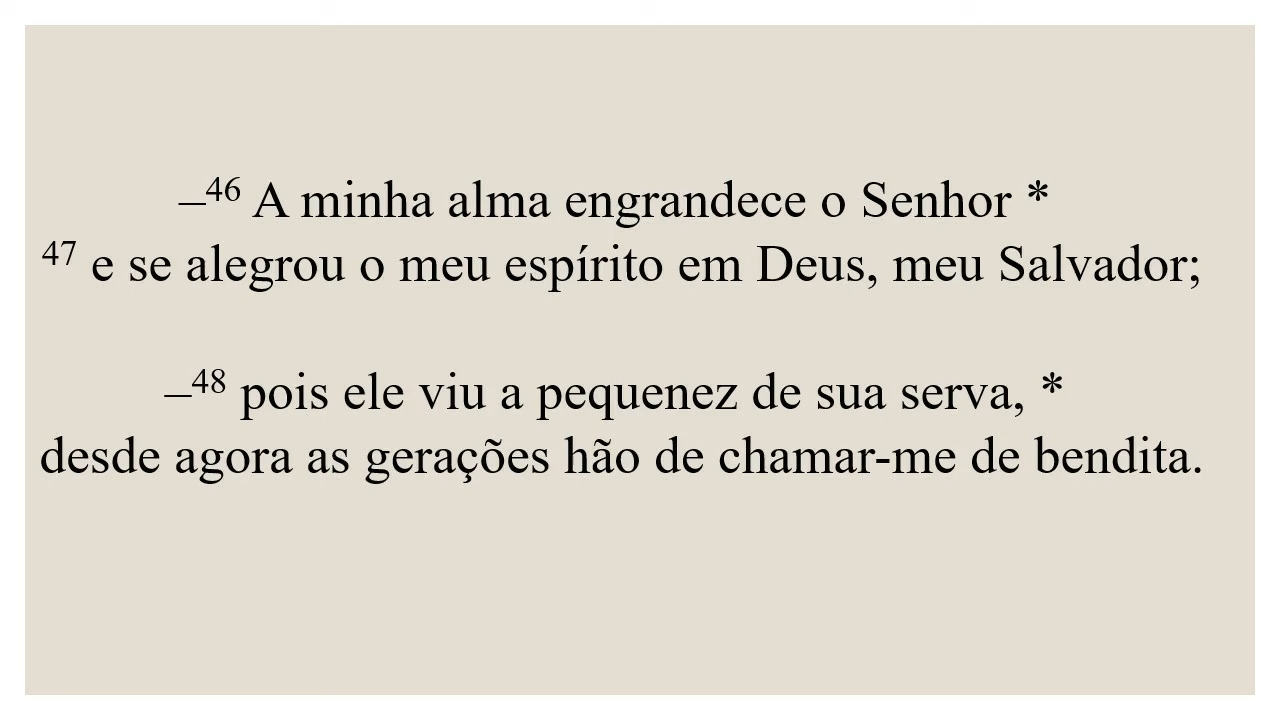 –46 A minha alma engrandece o Senhor *
47 e se alegrou o meu espírito em Deus, meu Salvador;
–48 pois ele viu a pequenez de sua serva, *
desde agora as gerações hão de chamar-me de bendita.